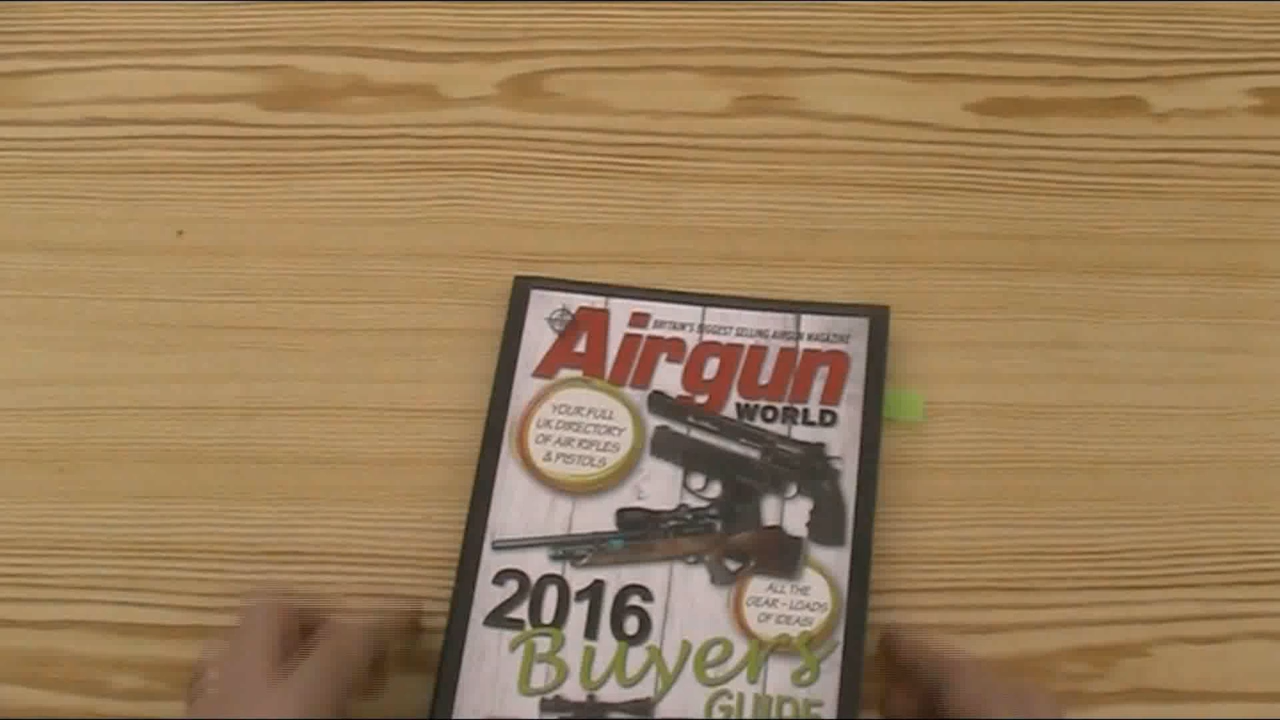 BRITAIN'S BIGGEST SELLING AIRGUN MAGAZINE
Airgun
WORLD
YOUR FULL
UK DIRECTORY
OF AIR RIFLES
& PISTOLS
2016
Buyers
GUIDE
ALL THE
GEAR - LOADS
OF IDEAS!